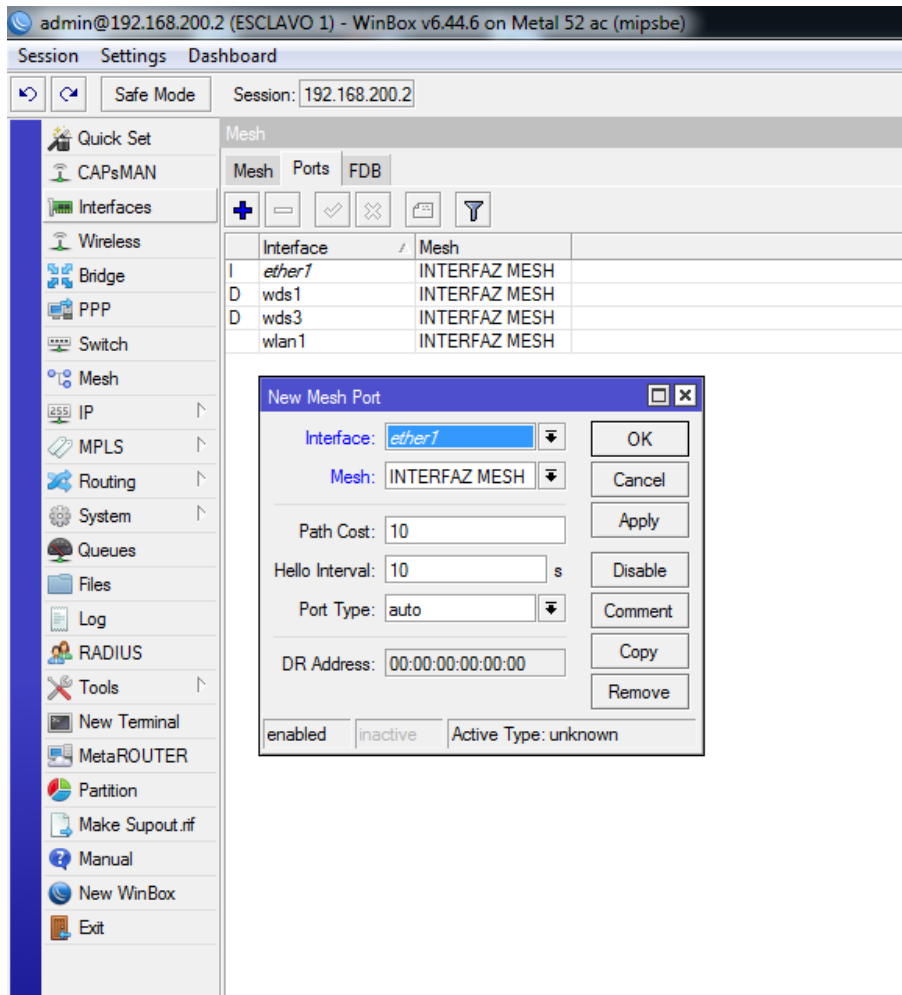 admin@192.168.200.2 (ESCLAVO 1) - WinBox v6.44.6 on Metal 52 ac (mipsbe)
Session Settings Dashboard
Safe Mode Session: 192.168.200.2
Quick Set
CAPsMAN
Interfaces
Wireless
Bridge
PPP
Switch
Mesh
255 IP
MPLS
Routing
System
Queues
Files
Log
RADIUS
Tools
New Terminal
MetaROUTER
Partition
Make Supout.rif
Manual
New WinBox
Exit
Mesh
Mesh Ports FDB
Interface Mesh
I ether1 INTERFAZ MESH
D wds1 INTERFAZ MESH
D wds3 INTERFAZ MESH
wlan1 INTERFAZ MESH
New Mesh Port
Interface: ether1 OK
Mesh: INTERFAZ MESH Cancel
Path Cost: 10 Apply
Hello Interval: 10 s Disable
Port Type: auto Comment
DR Address: 00:00:00:00:00:00 Copy
Remove
enabled inactive Active Type: unknown